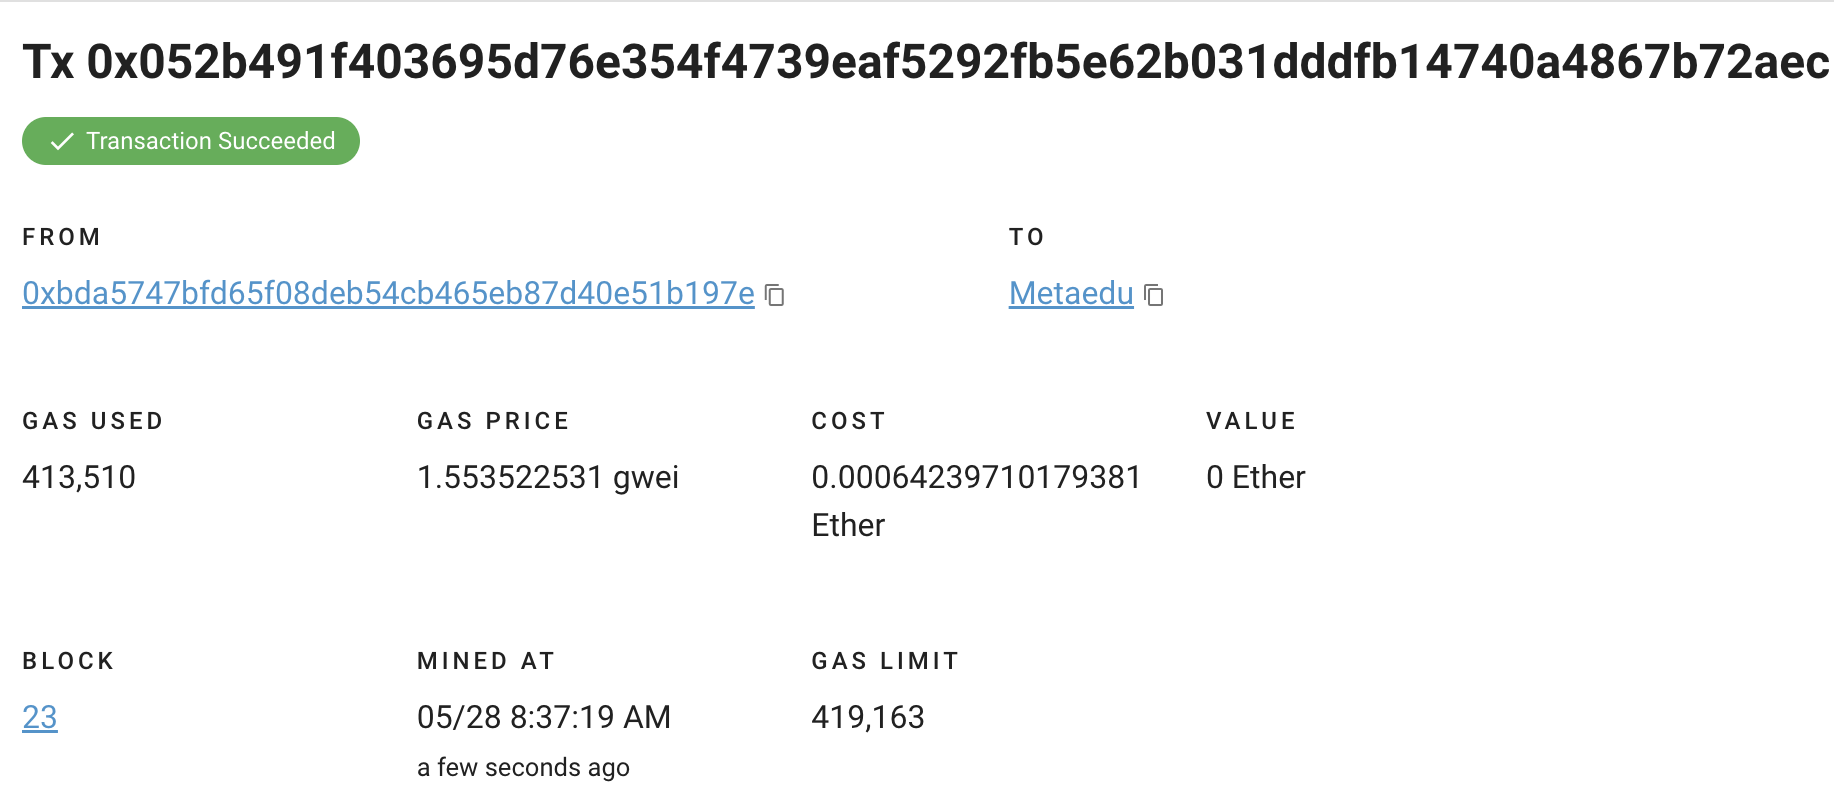 Tx 0x052b491f403695d76e354f4739eaf5292fb5e62b031dddfb14740a4867b72aec
Transaction Succeeded
FROM
TO
0xbda5747bfd65f08deb54cb465eb87d40e51b197e
Metaedu
GAS USED
GAS PRICE
COST
VALUE
413,510
1.553522531 gwei
0.00064239710179381
Ether
0 Ether
BLOCK
MINED AT
GAS LIMIT
23
05/28 8:37:19 AM
419,163
a few seconds ago